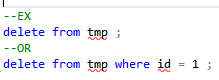 --EX
delete from tmp ;
--OR
delete from tmp where id = 1 ;